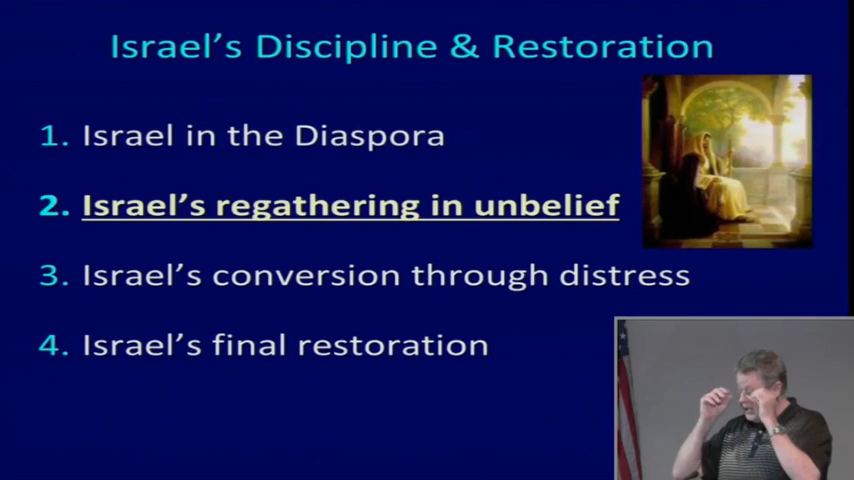 Israel's Discipline & Restoration
1. Israel in the Diaspora
2. Israel's regathering in unbelief
3. Israel's conversion through distress
4. Israel's final restoration